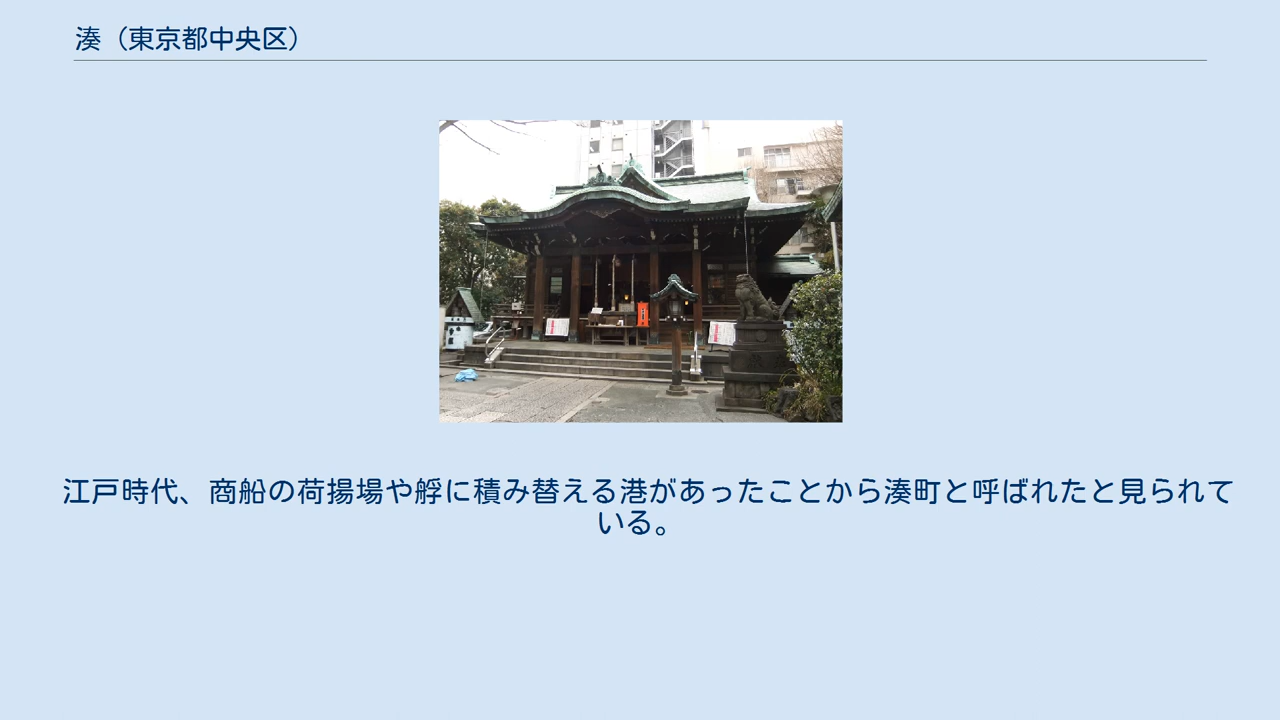 湊（東京都中央区）
江戸時代、商船の荷揚場や艀に積み替える港があったことから湊町と呼ばれたと見られて
いる。